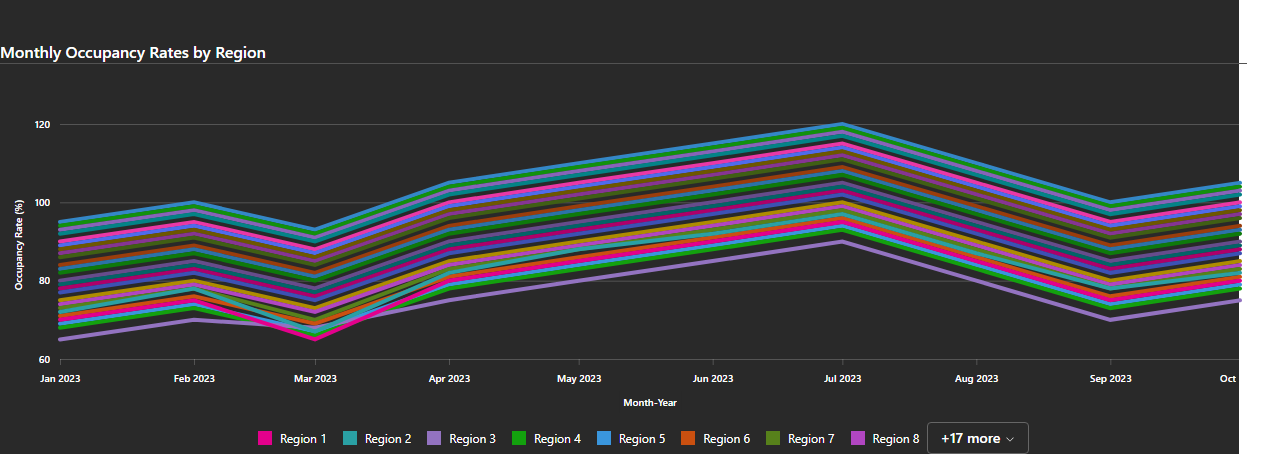 Monthly Occupancy Rates by Region
120
100
80
60
Occupancy Rate (%)
Jan 2023 Feb 2023 Mar 2023 Apr 2023 May 2023 Jun 2023 Jul 2023 Aug 2023 Sep 2023 Oct
Month-Year
Region 1 Region 2 Region 3 Region 4 Region 5 Region 6 Region 7 Region 8 +17 more